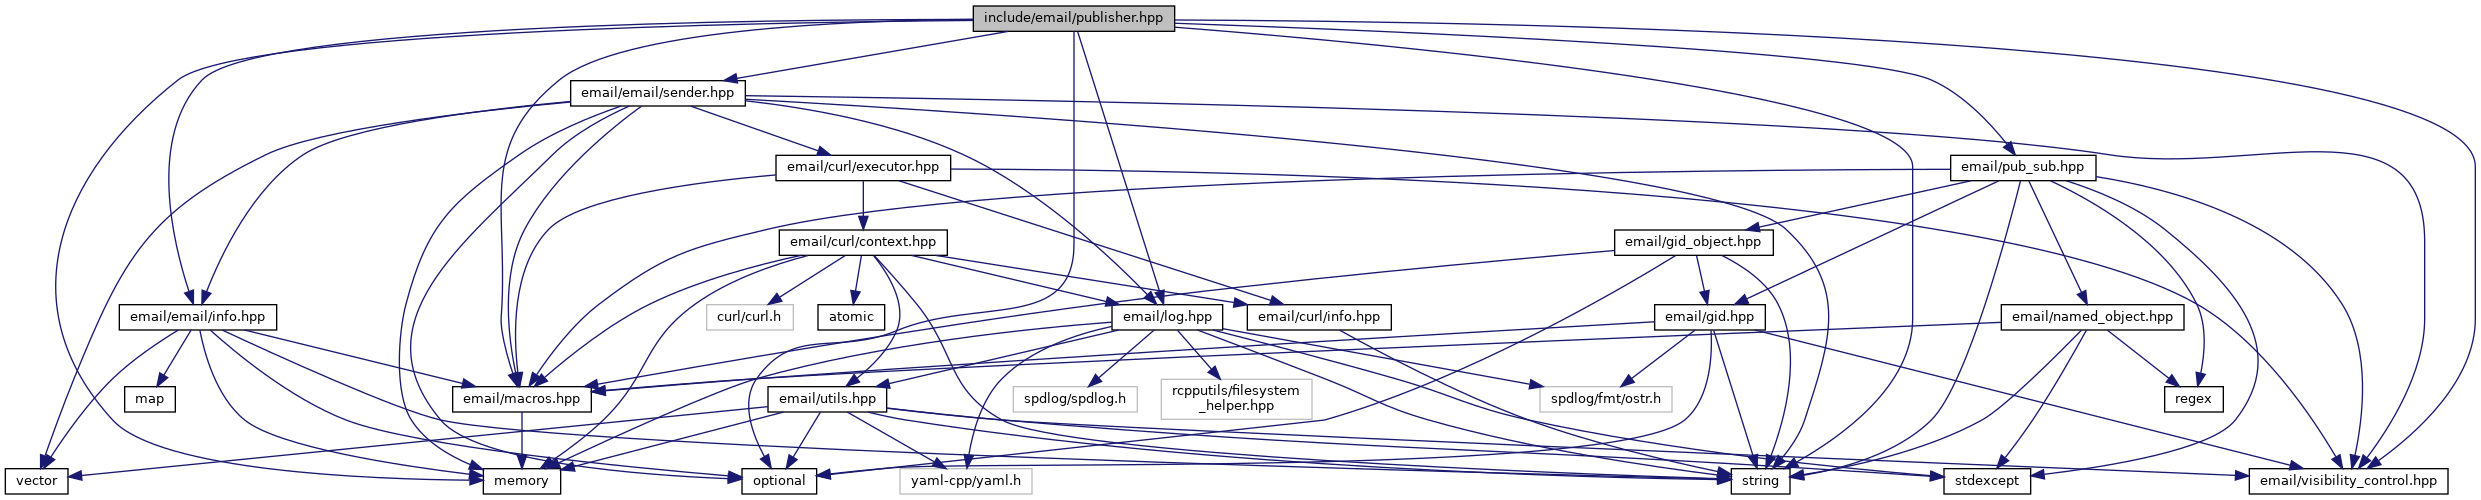 include/email/publisher.hpp
email/email/sender.hpp
email/curl/executor.hpp
email/pub_sub.hpp
email/curl/context.hpp
email/gid_object.hpp
email/email/info.hpp
curl/curl.h
atomic
email/log.hpp
email/curl/info.hpp
email/gid.hpp
email/named_object.hpp
map
email/macros.hpp
email/utils.hpp
spdlog/spdlog.h
rcpputils/filesystem
_helper.hpp
spdlog/fmt/ostr.h
regex
vector
memory
optional
yaml-cpp/yaml.h
string
stdexcept
email/visibility_control.hpp